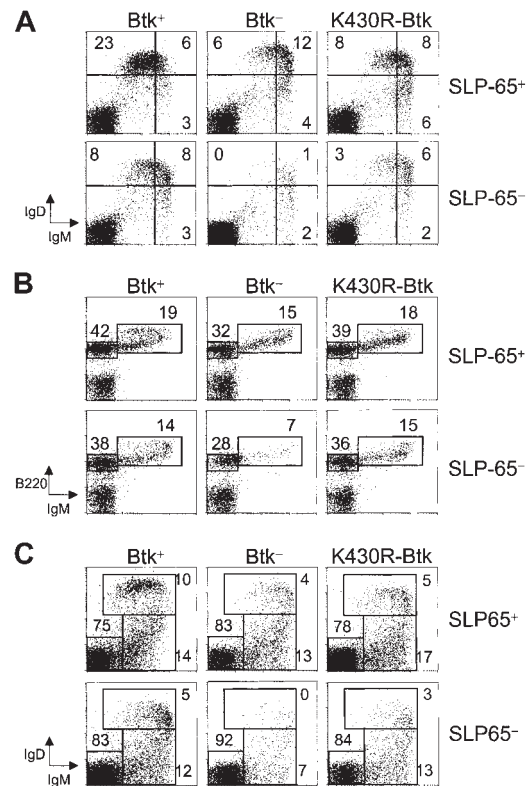 A
Btk+ Btk− K430R-Btk
23 6 6 12 8 8
SLP-65+
3 4 6
8 8 0 1 3 6
SLP-65−
IgD
3 2 2
IgM
B
Btk+ Btk− K430R-Btk
19 15 18
42 32 39
SLP-65+
14 7 15
38 28 36
SLP-65−
B220
IgM
C
Btk+ Btk− K430R-Btk
10 4 5
SLP65+
75 83 78
14 13 17
5 0 3
SLP65−
83 92 84
IgD
12 7 13
IgM